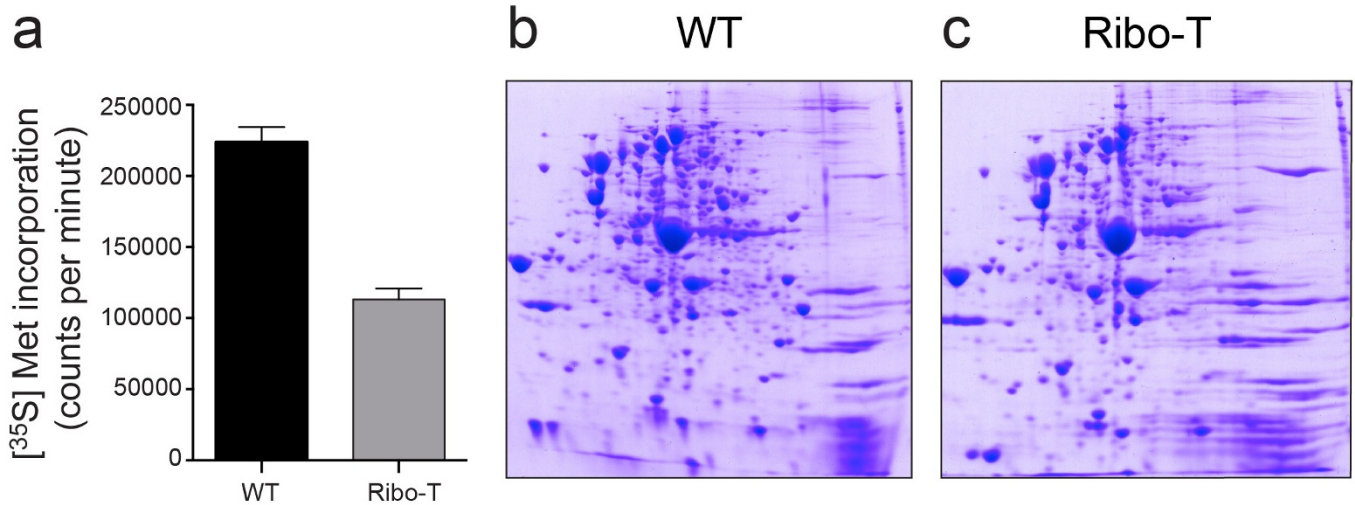 a
[³⁵S] Met incorporation
(counts per minute)
250000
200000
150000
100000
50000
0
WT
Ribo-T
b
WT
c
Ribo-T